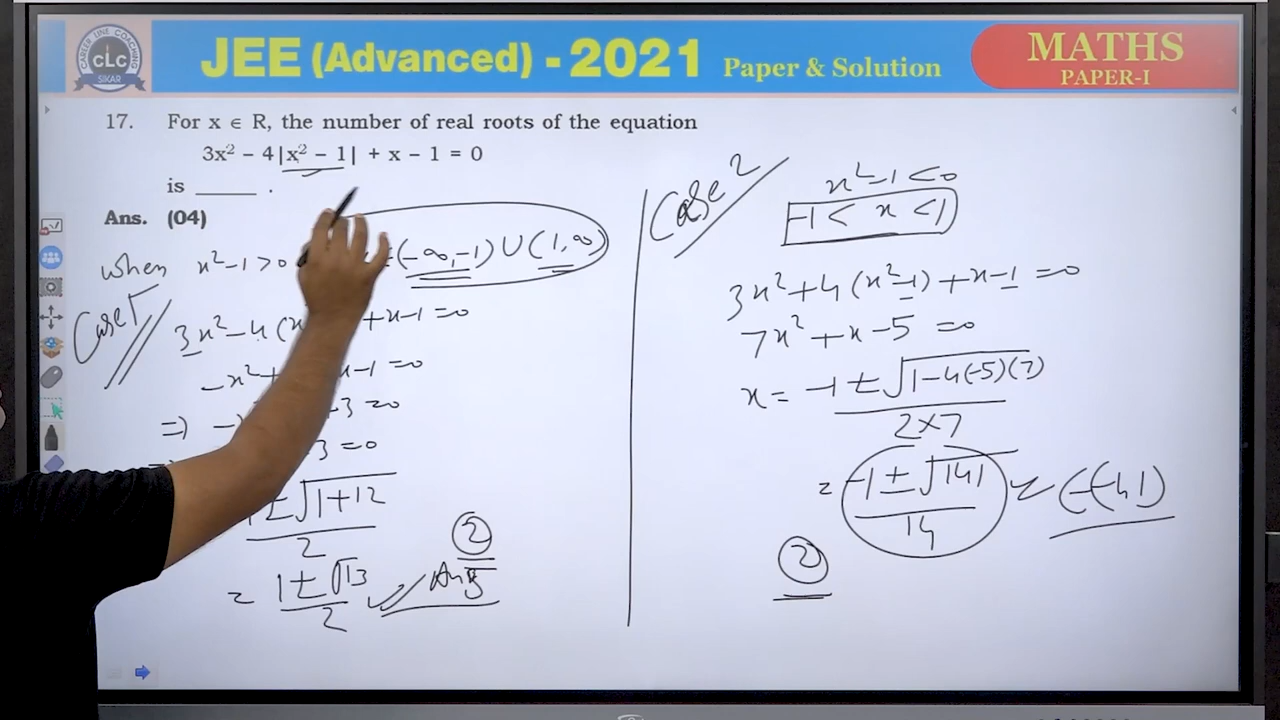 CAREER LINE COACHING
CLC
SIKAR
JEE (Advanced) - 2021 Paper & Solution
MATHS
PAPER-I
17. For x ∈ R, the number of real roots of the equation
3x² – 4|x² – 1| + x – 1 = 0
is ______ .
Ans. (04)
when x²-1>0 (-∞,-1) ∪ (1,∞)
Case 1
3x²-4(x +x-1=0
-x² x-1=0
⇒ - +3=0
3=0
±√1+12
2
= 1±√13
2
Ans
2
Case 2
x²-1<0
-1 < x <1
3x²+4(x²-1)+x-1=0
7x²+x-5=0
x = -1±√1-4(-5)(7)
2×7
= -1±√141
14
2